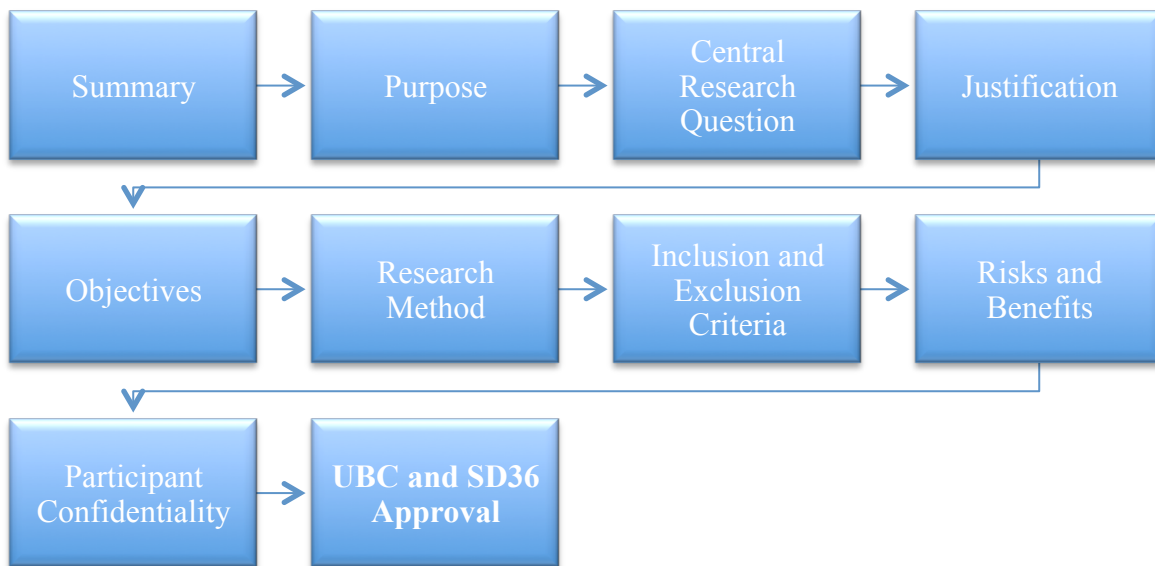 Summary
Purpose
Central
Research
Question
Justification
Objectives
Research
Method
Inclusion and
Exclusion
Criteria
Risks and
Benefits
Participant
Confidentiality
UBC and SD36
Approval